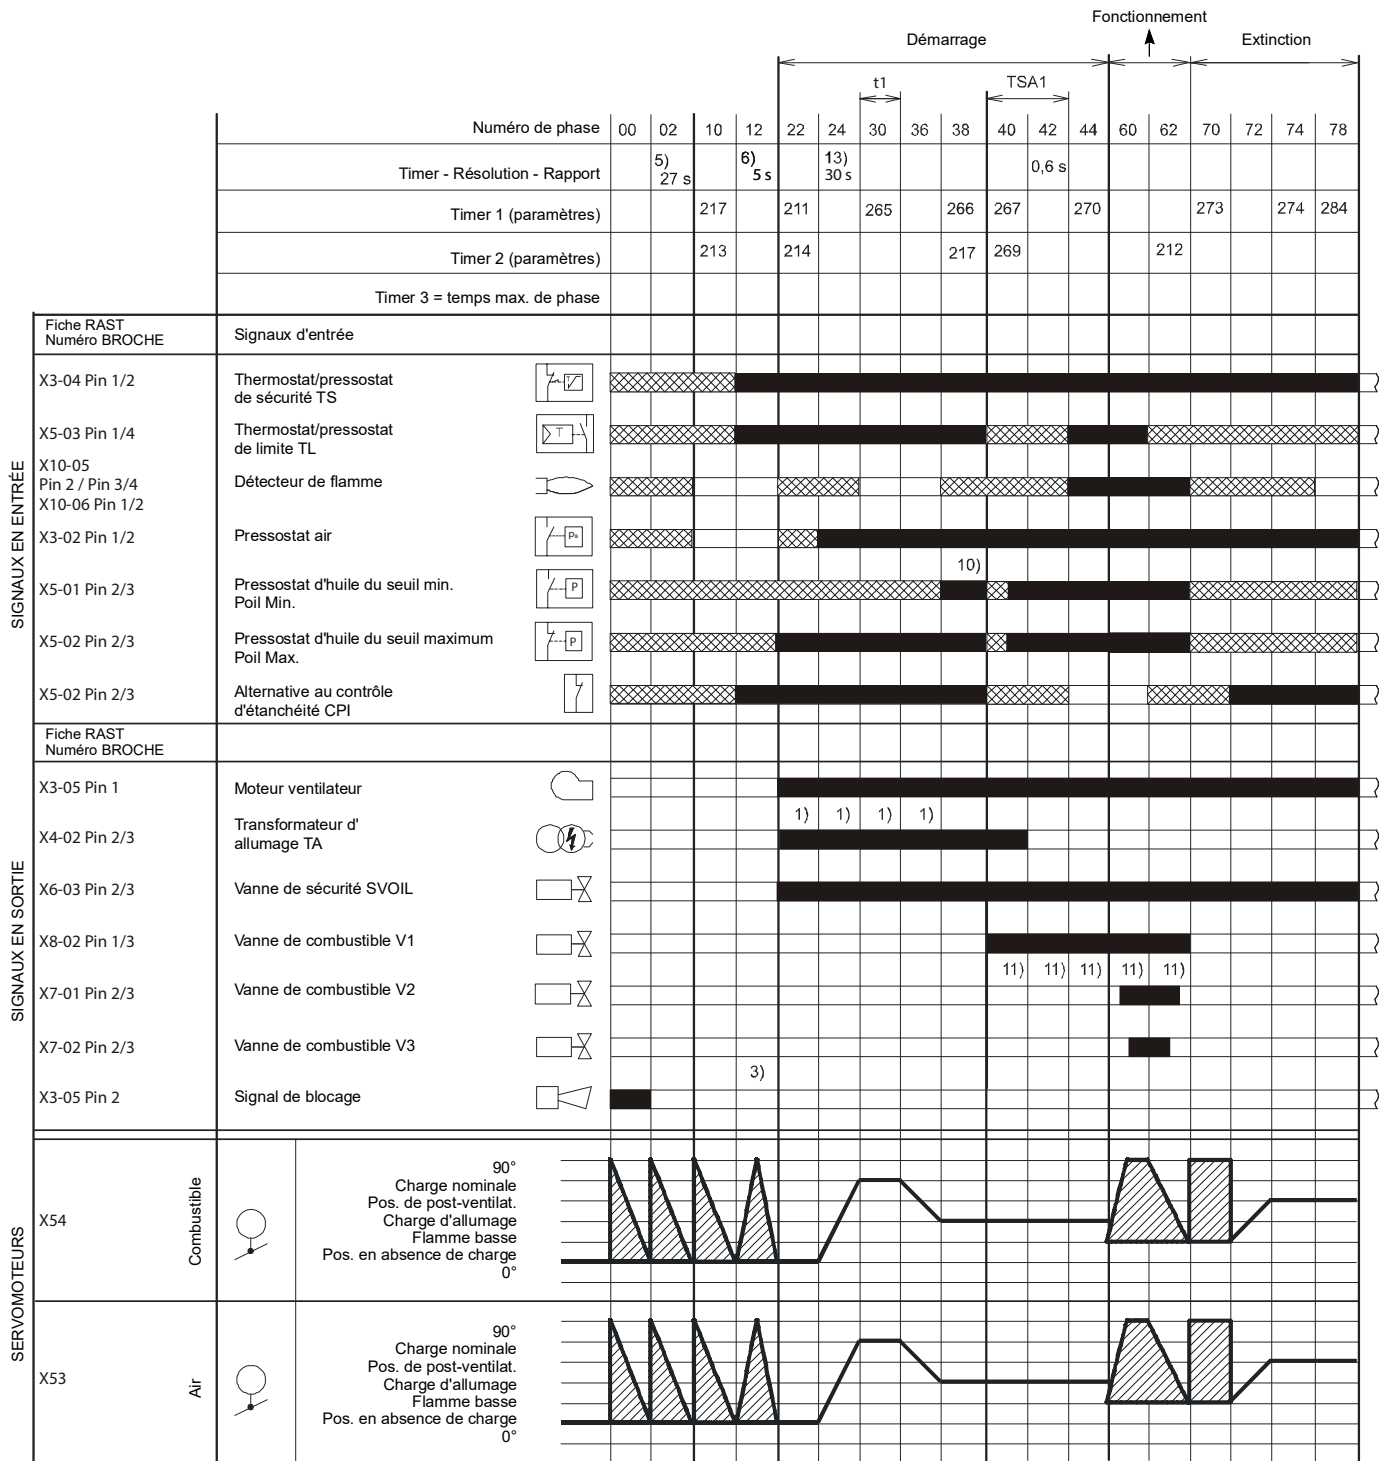 Fonctionnement
Démarrage
Extinction
t1
TSA1
Numéro de phase 00 02 10 12 22 24 30 36 38 40 42 44 60 62 70 72 74 78
Timer - Résolution - Rapport 5) 27 s 6) 5 s 13) 30 s 0,6 s
Timer 1 (paramètres) 217 211 265 266 267 270 273 274 284
Timer 2 (paramètres) 213 214 217 269 212
Timer 3 = temps max. de phase
SIGNAUX EN ENTRÉE
Fiche RAST
Numéro BROCHE
Signaux d'entrée
X3-04 Pin 1/2
Thermostat/pressostat
de sécurité TS
X5-03 Pin 1/4
Thermostat/pressostat
de limite TL
T
X10-05
Pin 2 / Pin 3/4
X10-06 Pin 1/2
Détecteur de flamme
X3-02 Pin 1/2
Pressostat air
Pa
10)
X5-01 Pin 2/3
Pressostat d'huile du seuil min.
Poil Min.
P
X5-02 Pin 2/3
Pressostat d'huile du seuil maximum
Poil Max.
P
X5-02 Pin 2/3
Alternative au contrôle
d'étanchéité CPI
SIGNAUX EN SORTIE
Fiche RAST
Numéro BROCHE
X3-05 Pin 1
Moteur ventilateur
1) 1) 1) 1)
X4-02 Pin 2/3
Transformateur d'
allumage TA
X6-03 Pin 2/3
Vanne de sécurité SVOIL
X8-02 Pin 1/3
Vanne de combustible V1
11) 11) 11) 11) 11)
X7-01 Pin 2/3
Vanne de combustible V2
X7-02 Pin 2/3
Vanne de combustible V3
3)
X3-05 Pin 2
Signal de blocage
SERVOMOTEURS
X54
Combustible
90°
Charge nominale
Pos. de post-ventilat.
Charge d'allumage
Flamme basse
Pos. en absence de charge
0°
X53
Air
90°
Charge nominale
Pos. de post-ventilat.
Charge d'allumage
Flamme basse
Pos. en absence de charge
0°